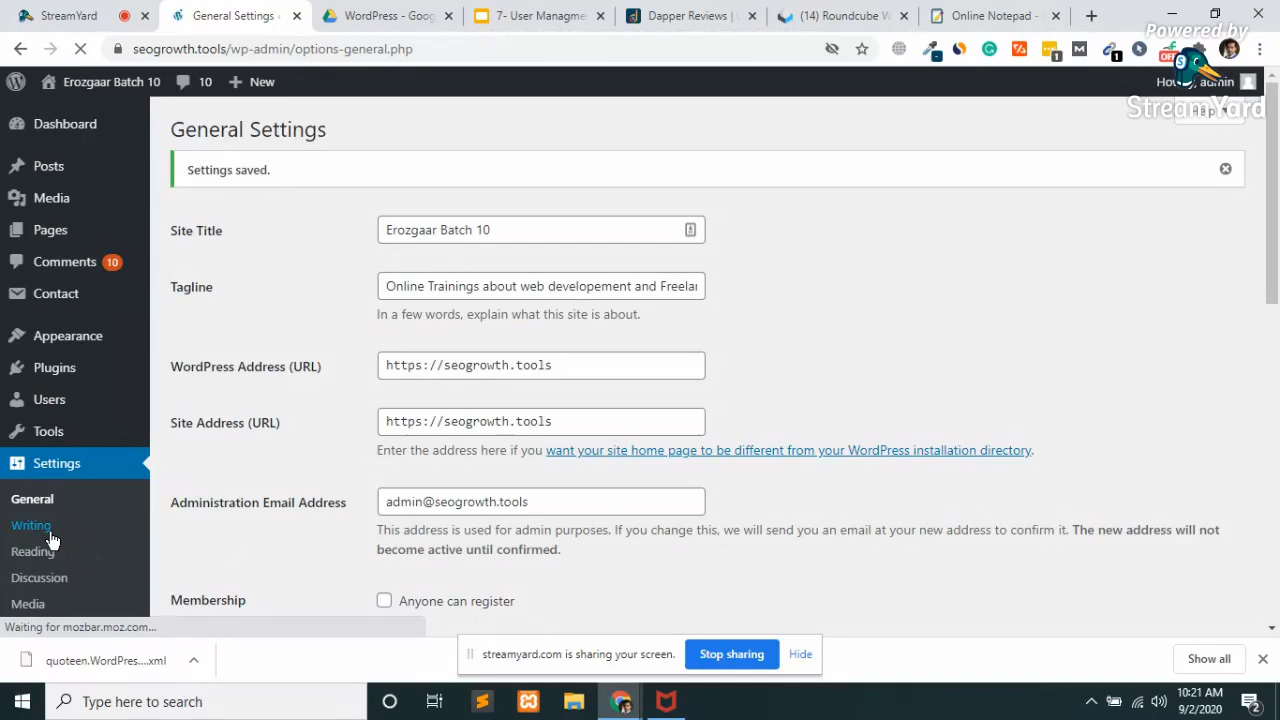 StreamYard
General Settings
WordPress - Goog
7- User Managme
Dapper Reviews | C
(14) Roundcube W
Online Notepad - C
seogrowth.tools/wp-admin/options-general.php
Powered by
StreamYard
Erozgaar Batch 10
10
New
admin
Dashboard
Posts
Media
Pages
Comments 10
Contact
Appearance
Plugins
Users
Tools
Settings
General
Writing
Reading
Discussion
Media
General Settings
Help
Settings saved.
Site Title
Erozgaar Batch 10
Tagline
Online Trainings about web developement and Freelan
In a few words, explain what this site is about.
WordPress Address (URL)
https://seogrowth.tools
Site Address (URL)
https://seogrowth.tools
Enter the address here if you want your site home page to be different from your WordPress installation directory.
Administration Email Address
admin@seogrowth.tools
This address is used for admin purposes. If you change this, we will send you an email at your new address to confirm it. The new address will not
become active until confirmed.
Membership
Anyone can register
Waiting for mozbar.moz.com...
quoteen.WordPres....xml
streamyard.com is sharing your screen.
Stop sharing
Hide
Show all
Type here to search
10:21 AM
9/2/2020
2